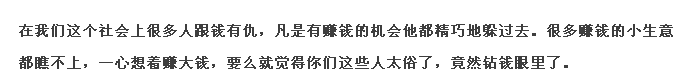 在我们这个社会上很多人跟钱有仇，凡是有赚钱的机会他都精巧地躲过去。很多赚钱的小生意
都瞧不上，一心想着赚大钱，要么就觉得你们这些人太俗了，竟然钻钱眼里了。